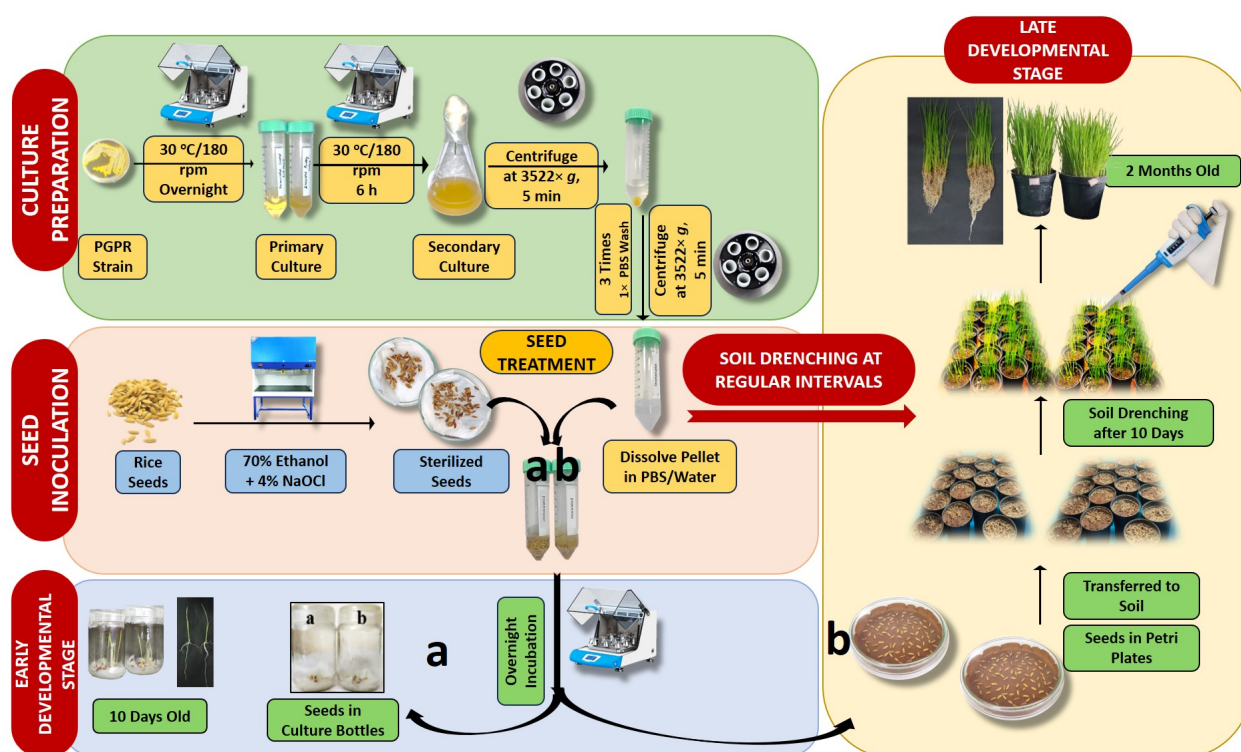 CULTURE
PREPARATION
30 °C/180
rpm
Overnight
30 °C/180
rpm
6 h
Centrifuge
at 3522× g,
5 min
PGPR
Strain
Primary
Culture
Secondary
Culture
3 Times
1× PBS Wash
Centrifuge
at 3522× g,
5 min
SEED
INOCULATION
SEED
TREATMENT
Rice
Seeds
70% Ethanol
+ 4% NaOCl
Sterilized
Seeds
a b
Dissolve Pellet
in PBS/Water
SOIL DRENCHING AT
REGULAR INTERVALS
EARLY
DEVELOPMENTAL
STAGE
10 Days Old
a b
Seeds in
Culture Bottles
a
Overnight
Incubation
LATE
DEVELOPMENTAL
STAGE
2 Months Old
Soil Drenching
after 10 Days
Transferred to
Soil
Seeds in Petri
Plates
b